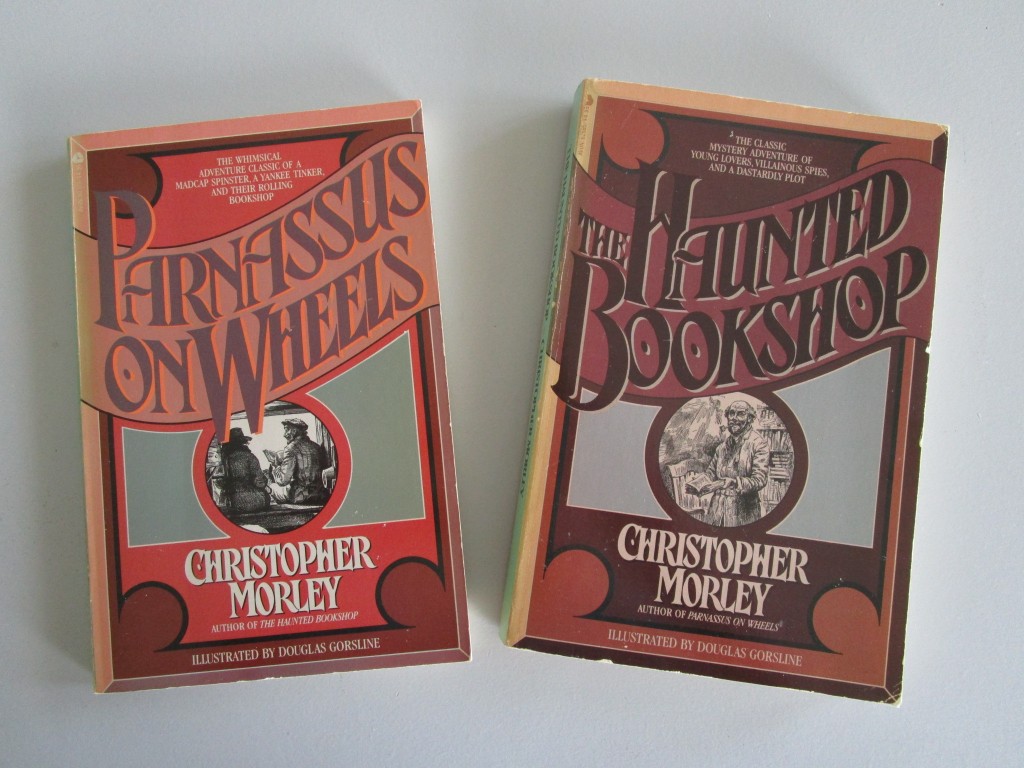 THE WHIMSICAL
ADVENTURE CLASSIC OF A
MADCAP SPINSTER, A YANKEE TINKER,
AND THEIR ROLLING
BOOKSHOP
PARNASSUS
ON WHEELS
CHRISTOPHER
MORLEY
AUTHOR OF THE HAUNTED BOOKSHOP
ILLUSTRATED BY DOUGLAS GORSLINE
THE CLASSIC
MYSTERY ADVENTURE OF
YOUNG LOVERS, VILLAINOUS SPIES,
AND A DASTARDLY PLOT
THE HAUNTED
BOOKSHOP
CHRISTOPHER
MORLEY
AUTHOR OF PARNASSUS ON WHEELS
ILLUSTRATED BY DOUGLAS GORSLINE